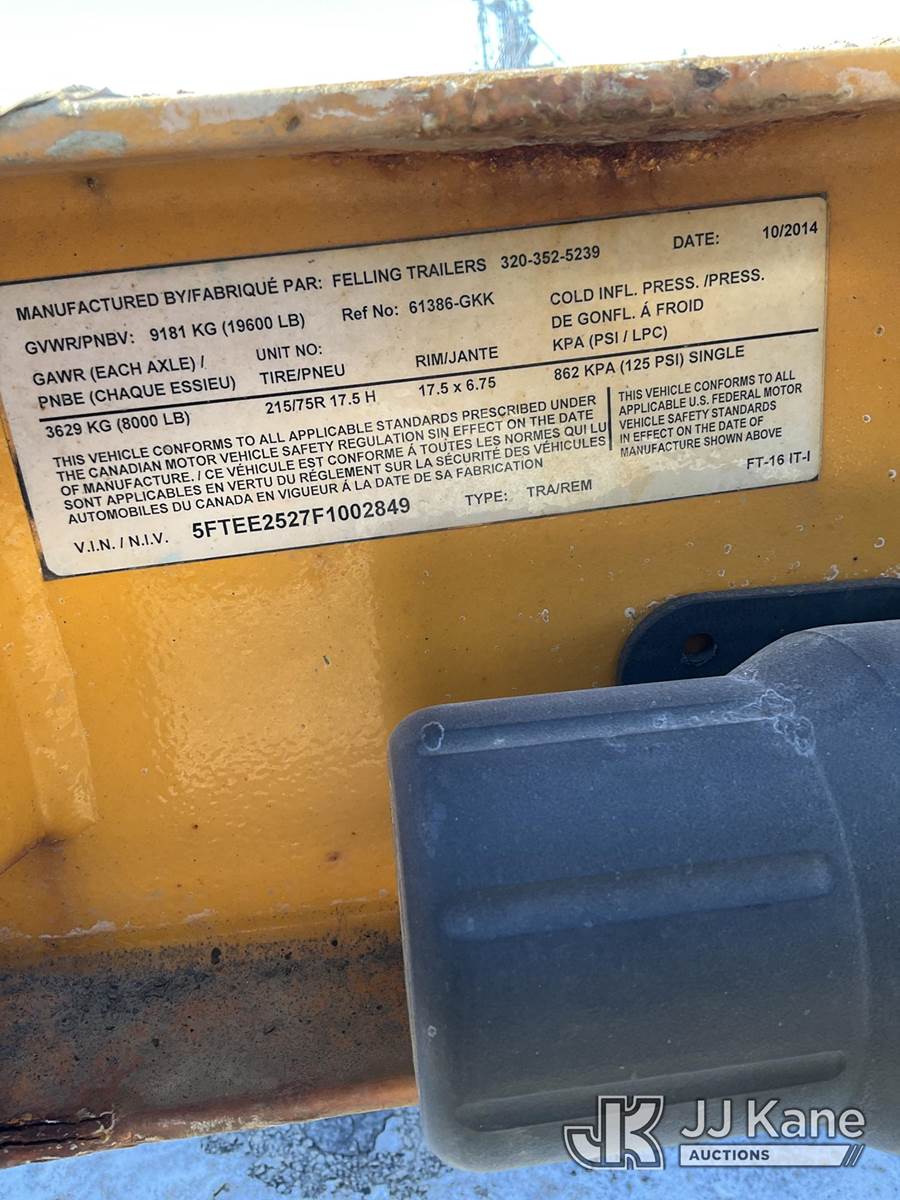 MANUFACTURED BY/FABRIQUÉ PAR: FELLING TRAILERS 320-352-5239 DATE: 10/2014
GVWR/PNBV: 9181 KG (19600 LB) Ref No: 61386-GKK COLD INFL. PRESS. /PRESS.
DE GONFL. Á FROID
KPA (PSI / LPC)
GAWR (EACH AXLE) / UNIT NO:
PNBE (CHAQUE ESSIEU) TIRE/PNEU RIM/JANTE
3629 KG (8000 LB) 215/75R 17.5 H 17.5 x 6.75 862 KPA (125 PSI) SINGLE
THIS VEHICLE CONFORMS TO ALL APPLICABLE STANDARDS PRESCRIBED UNDER
THE CANADIAN MOTOR VEHICLE SAFETY REGULATION SIN EFFECT ON THE DATE
OF MANUFACTURE. / CE VÉHICULE EST CONFORME Á TOUTES LES NORMES QUI LU
SONT APPLICABLES EN VERTU DU RÉGLEMENT SUR LA SÉCURITÉ DES VÉHICULES
AUTOMOBILES DU CANADA EN VIGUEUR Á LA DATE DE SA FABRICATION
THIS VEHICLE CONFORMS TO ALL
APPLICABLE U.S. FEDERAL MOTOR
VEHICLE SAFETY STANDARDS
IN EFFECT ON THE DATE OF
MANUFACTURE SHOWN ABOVE
V.I.N. / N.I.V. 5FTEE2527F1002849 TYPE: TRA/REM FT-16 IT-I
JK JJ Kane
AUCTIONS